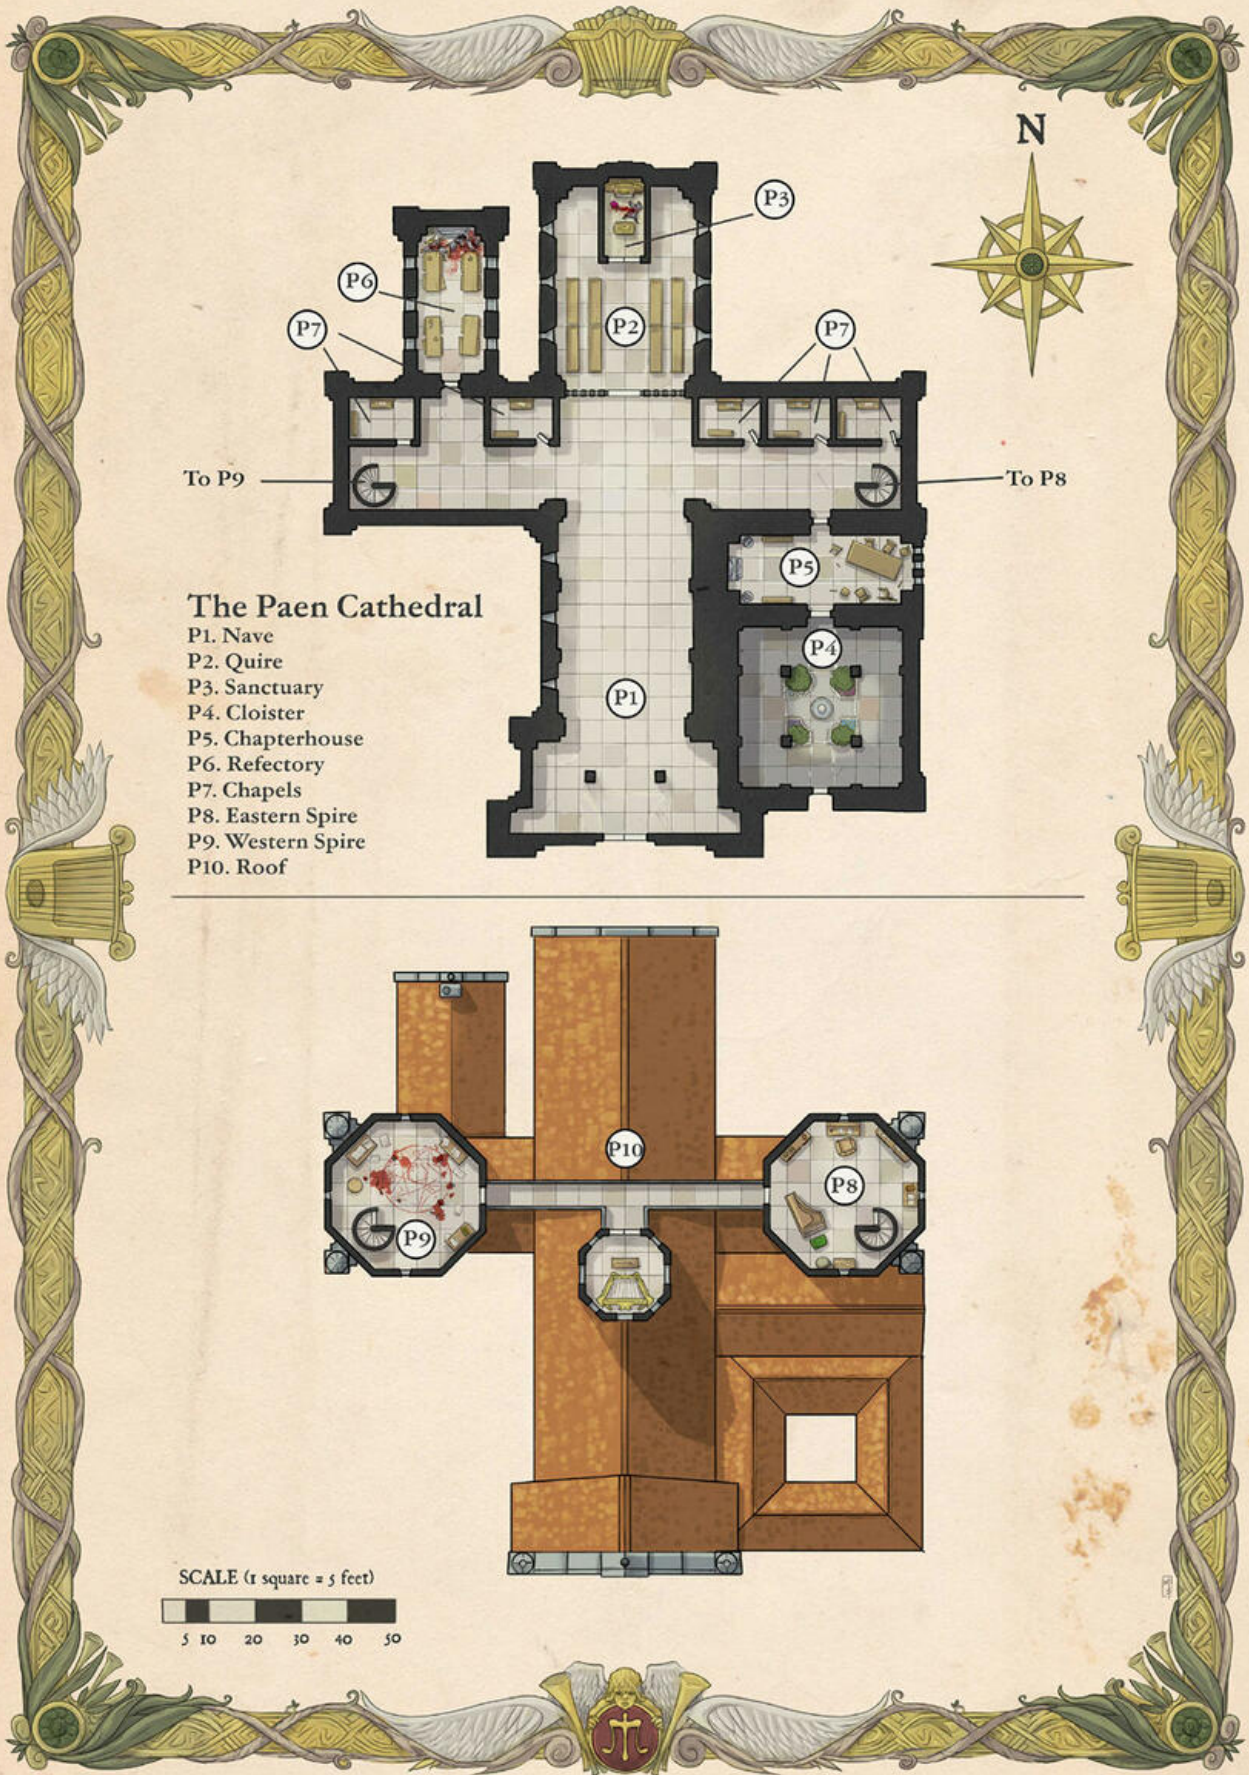 N
P3
P6
P7
P2
P7
To P9
To P8
P5
The Paen Cathedral
P1. Nave
P2. Quire
P3. Sanctuary
P4. Cloister
P5. Chapterhouse
P6. Refectory
P7. Chapels
P8. Eastern Spire
P9. Western Spire
P10. Roof
P4
P1
P10
P8
P9
SCALE (1 square = 5 feet)
5 10 20 30 40 50